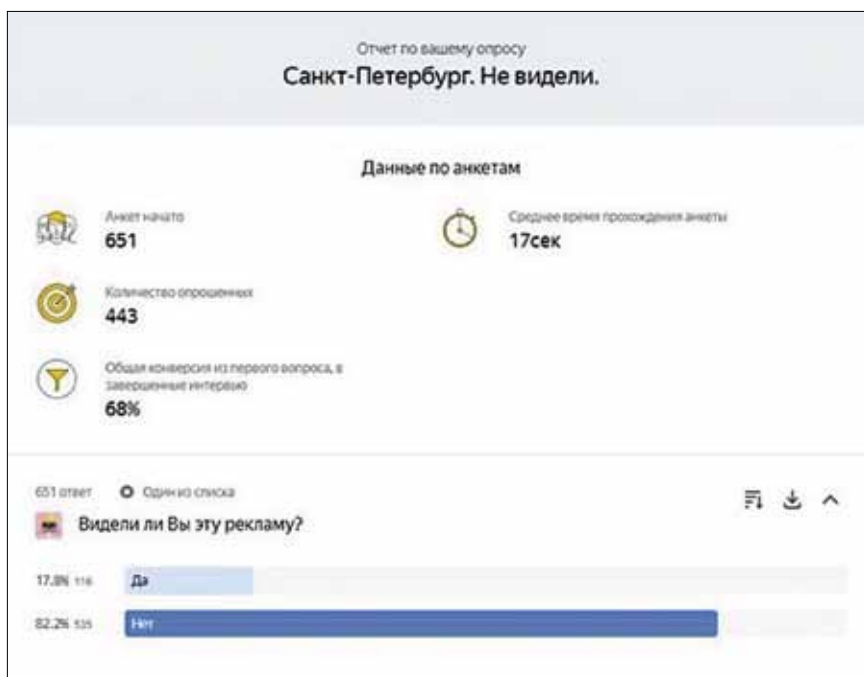 Отчет по вашему опросу
Санкт-Петербург. Не видели.
Данные по анкетам
Анкет начато
651
Среднее время прохождения анкеты
17сек
Количество опрошенных
443
Общая конверсия из первого вопроса, в
завершенные интервью
68%
651 ответ Один из списка
Видели ли Вы эту рекламу?
17.8% 116 Да
82.2% 535 Нет